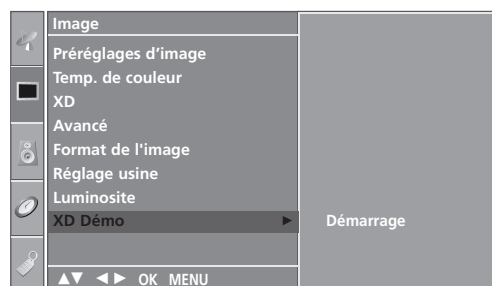 Image
Préréglages d’image
Temp. de couleur
XD
Avancé
Format de l'image
Réglage usine
Luminosite
XD Démo ► Démarrage
▲▼ ◄► OK MENU